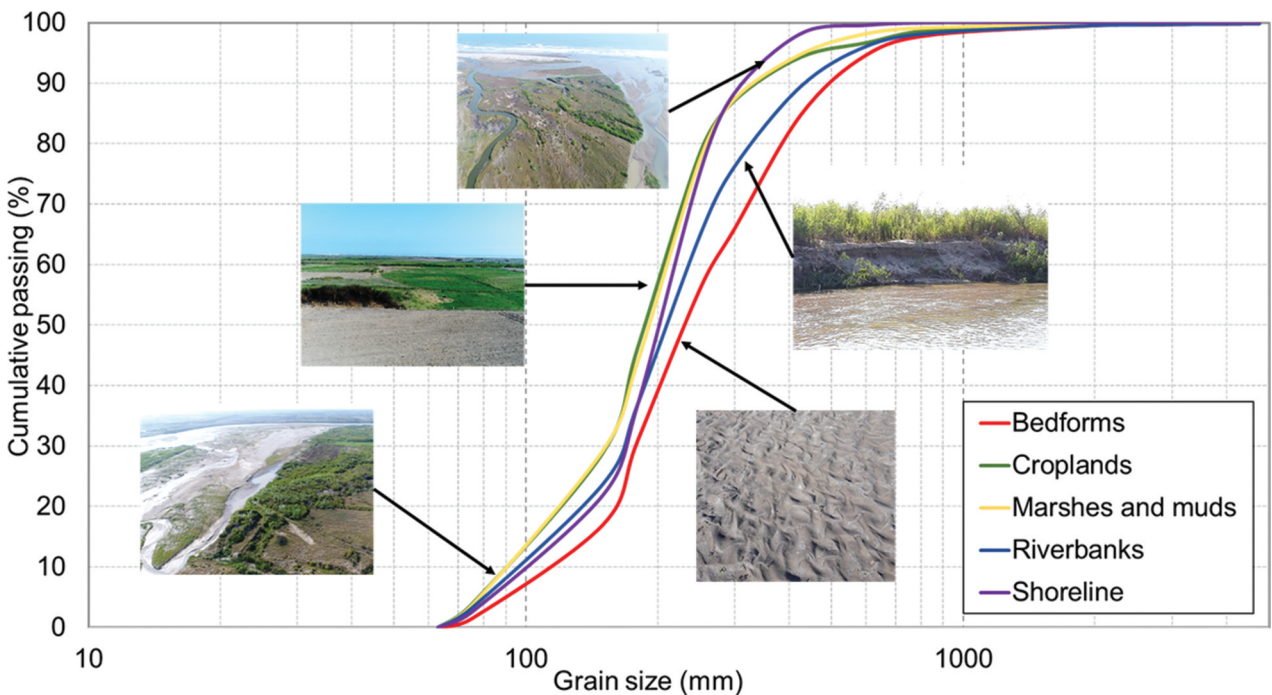 100
90
80
70
60
50
40
30
20
10
0
Cumulative passing (%)
10
100
1000
Grain size (mm)
Bedforms
Croplands
Marshes and muds
Riverbanks
Shoreline